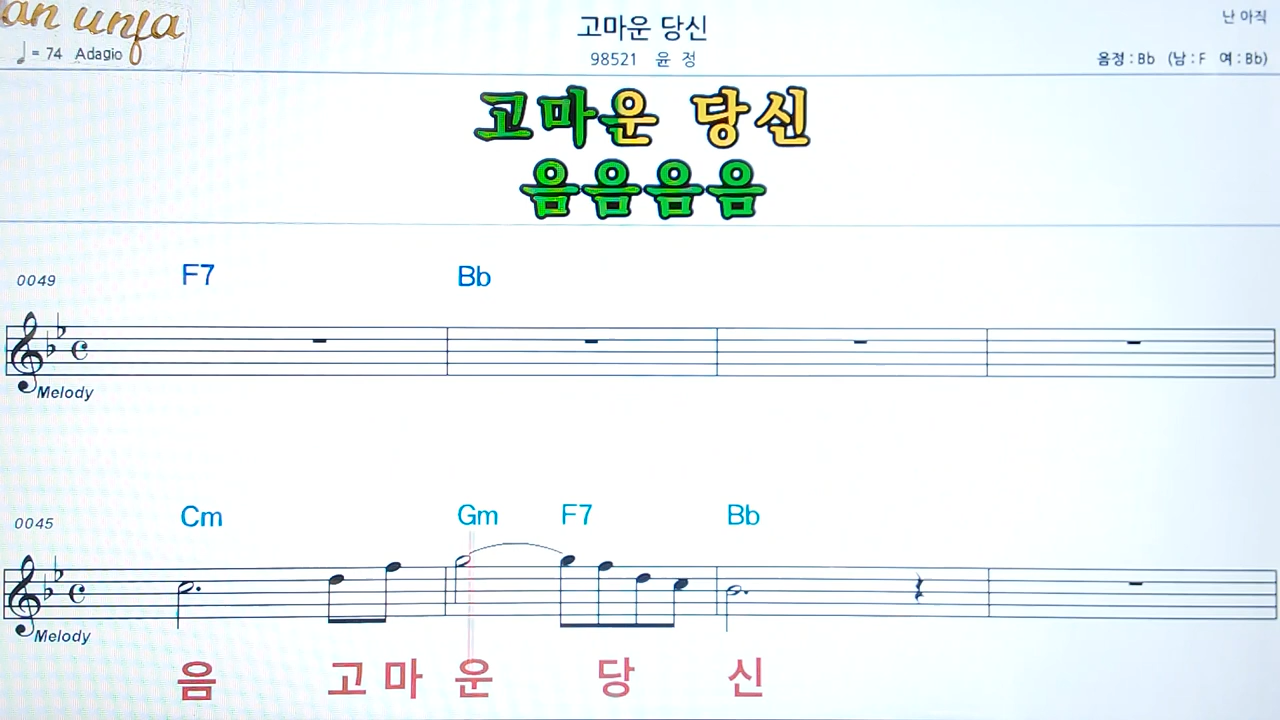 an unfa
♩ = 74 Adagio
고마운 당신
98521 윤 정
난 아직
음정 : Bb (남 : F 여 : Bb)
고마운 당신
음음음음
0049 F7 Bb
Melody
0045 Cm Gm F7 Bb
Melody
음 고 마 운 당 신